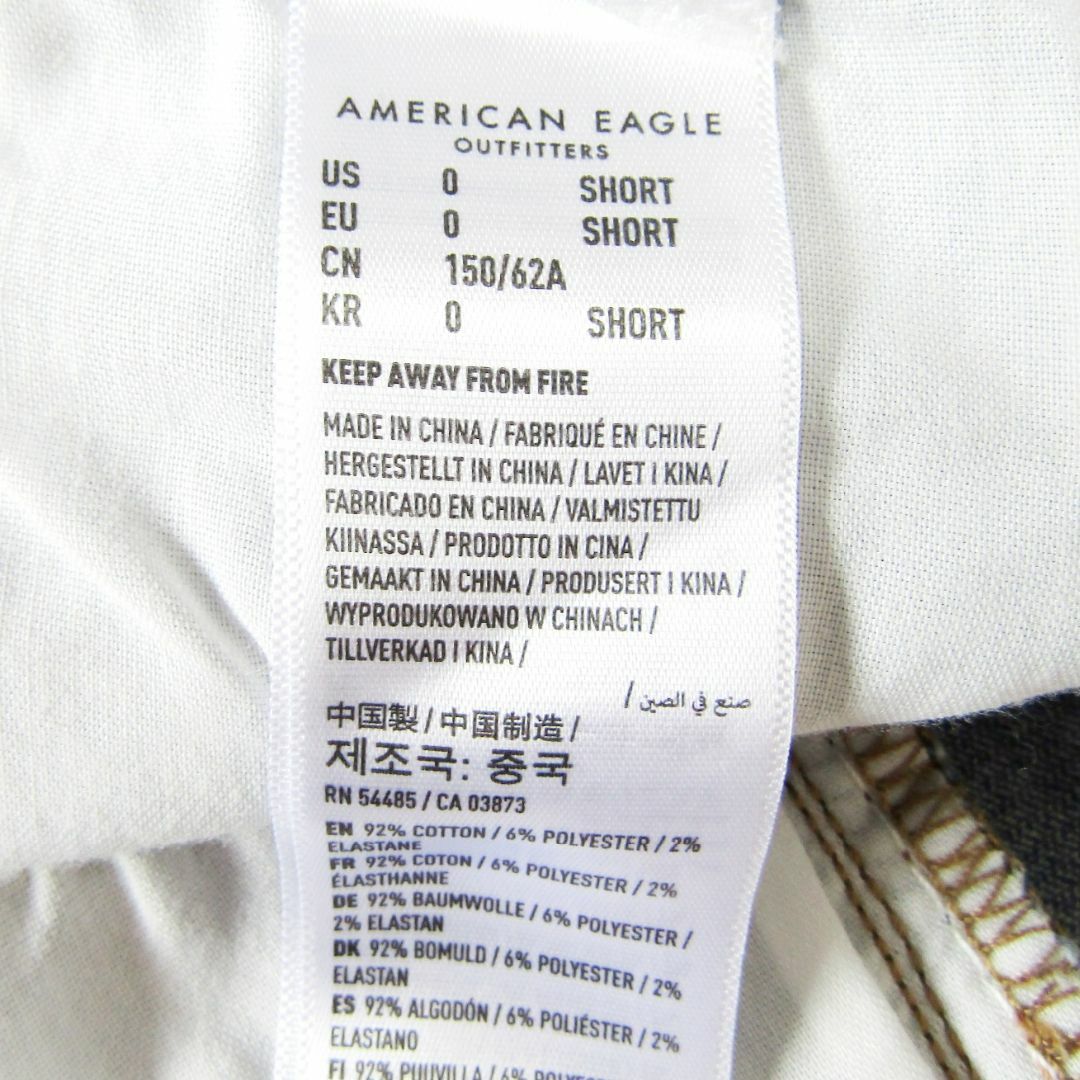 AMERICAN EAGLE
OUTFITTERS
US 0 SHORT
EU 0 SHORT
CN 150/62A
KR 0 SHORT
KEEP AWAY FROM FIRE
MADE IN CHINA / FABRIQUÉ EN CHINE /
HERGESTELLT IN CHINA / LAVET I KINA /
FABRICADO EN CHINA / VALMISTETTU
KIINASSA / PRODOTTO IN CINA /
GEMAAKT IN CHINA / PRODUSERT I KINA /
WYPRODUKOWANO W CHINACH /
TILLVERKAD I KINA /
صنع في الصين /
中国製 / 中国制造 /
제조국: 중국
RN 54485 / CA 03873
EN 92% COTTON / 6% POLYESTER / 2%
ELASTANE
FR 92% COTON / 6% POLYESTER / 2%
ÉLASTHANNE
DE 92% BAUMWOLLE / 6% POLYESTER /
2% ELASTAN
DK 92% BOMULD / 6% POLYESTER / 2%
ELASTAN
ES 92% ALGODÓN / 6% POLIÉSTER / 2%
ELASTANO
FI 92% PUUVILLA / 6%